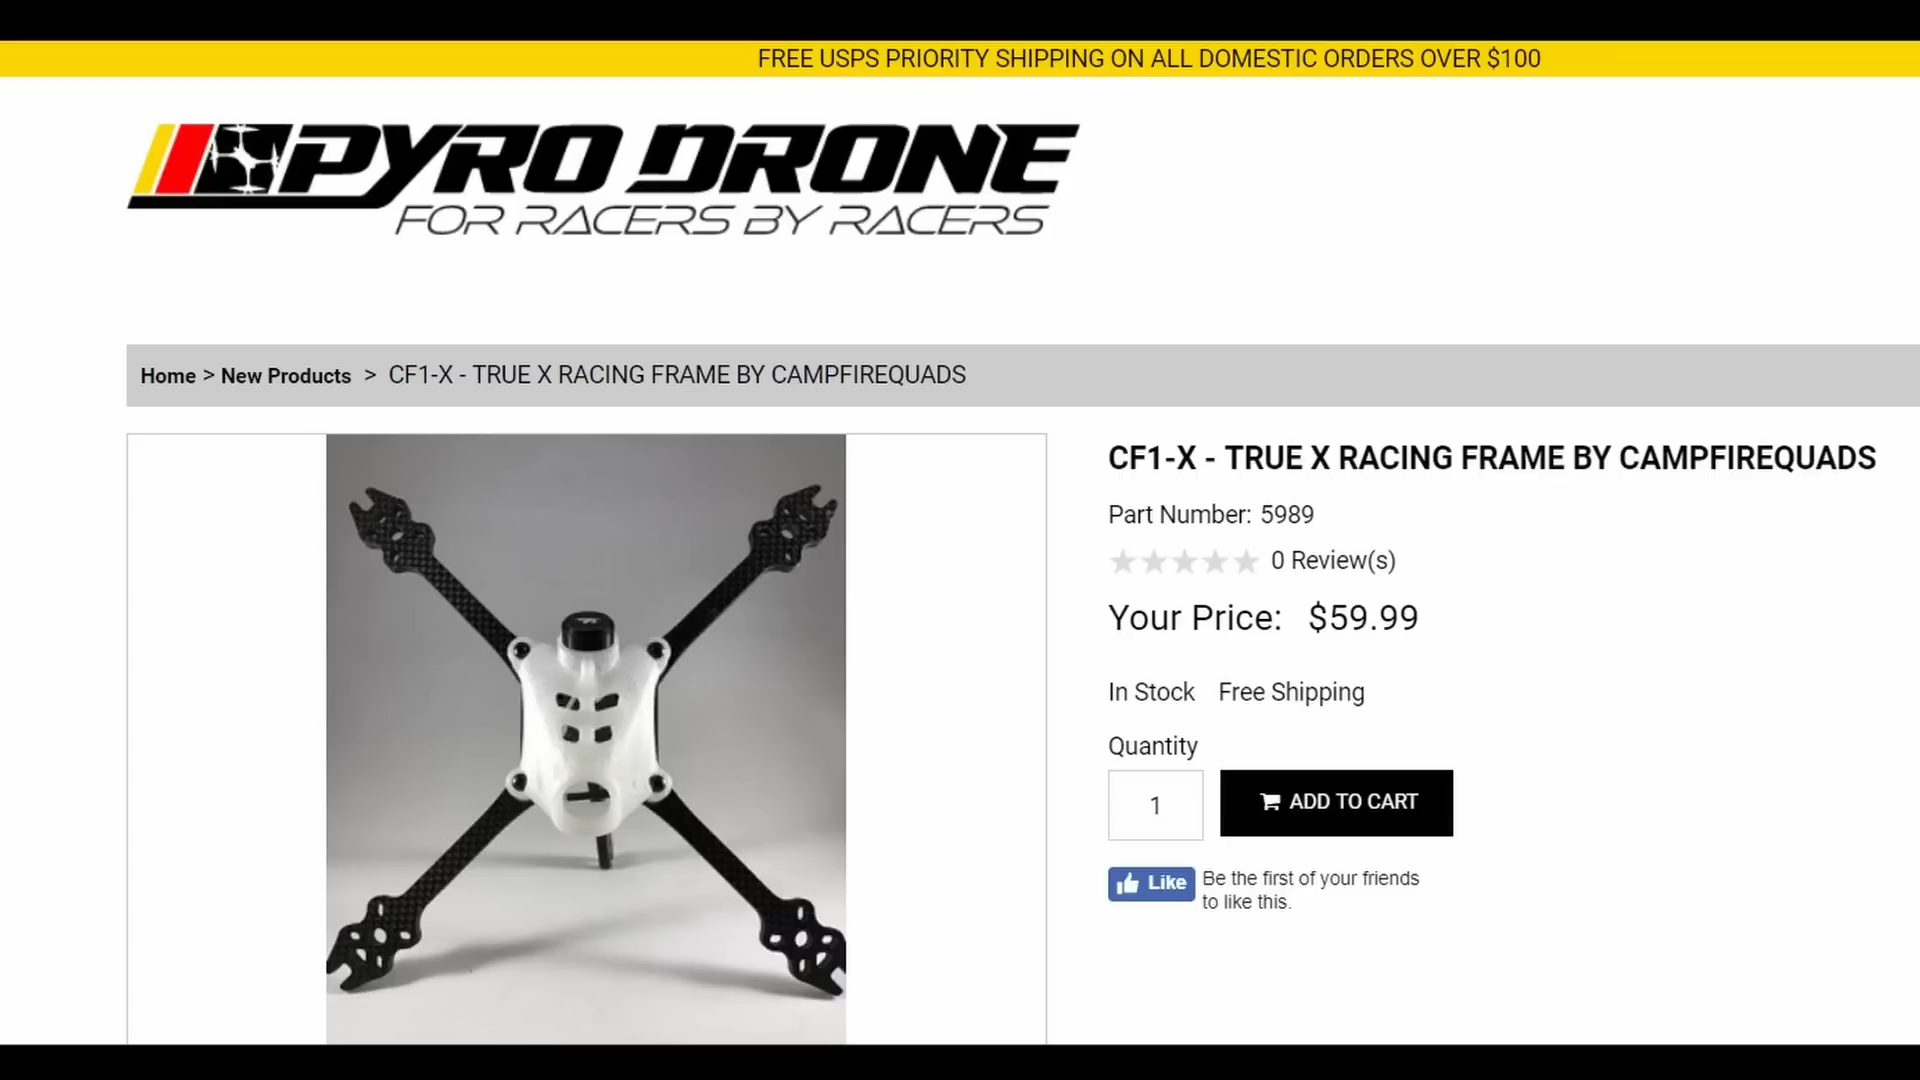 FREE USPS PRIORITY SHIPPING ON ALL DOMESTIC ORDERS OVER $100
PYRO DRONE
FOR RACERS BY RACERS
Home > New Products > CF1-X - TRUE X RACING FRAME BY CAMPFIREQUADS
CF1-X - TRUE X RACING FRAME BY CAMPFIREQUADS
Part Number: 5989
0 Review(s)
Your Price: $59.99
In Stock Free Shipping
Quantity
1 ADD TO CART
Like Be the first of your friends
to like this.